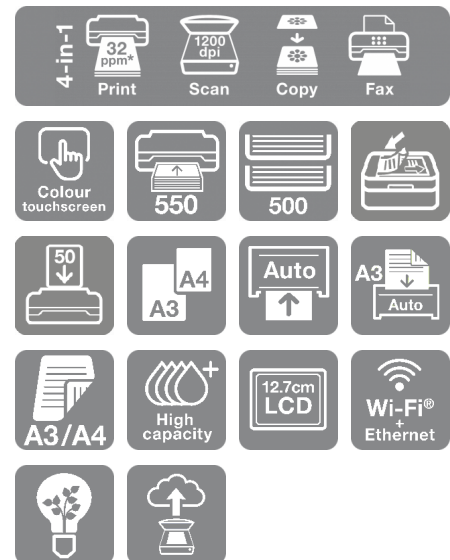 4-in-1
32
ppm*
Print
1200
dpi
Scan
Copy
Fax
Colour
touchscreen
550
500
50
A4
A3
Auto
A3
Auto
A3/A4
High
capacity
12.7cm
LCD
Wi-Fi®
+
Ethernet